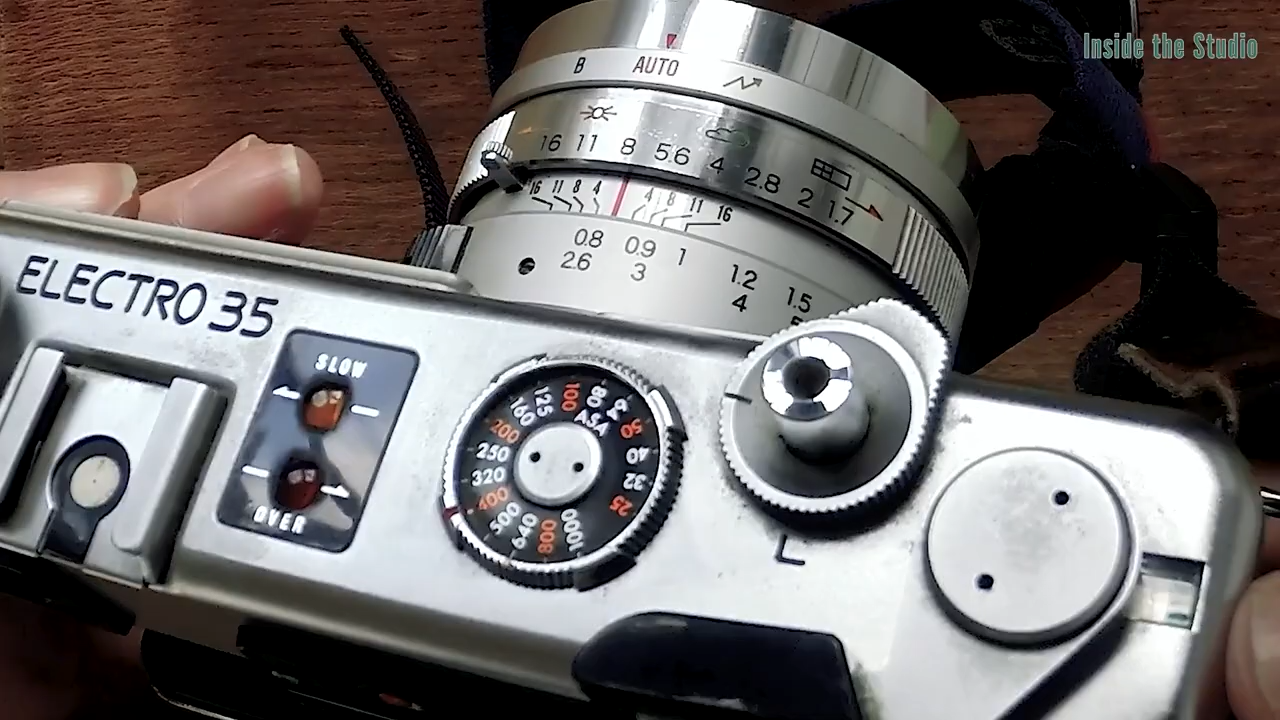 Inside the Studio
B AUTO
16 11 8 5.6 4 2.8 2 1.7
16 11 8 4 4 8 11 16
0.8 0.9 1 1.2 1.5
2.6 3 4
ELECTRO 35
SLOW
OVER
ASA
25 32 40 50 64 80 100 125 160 200 250 320 400 500 640 800 1000
L